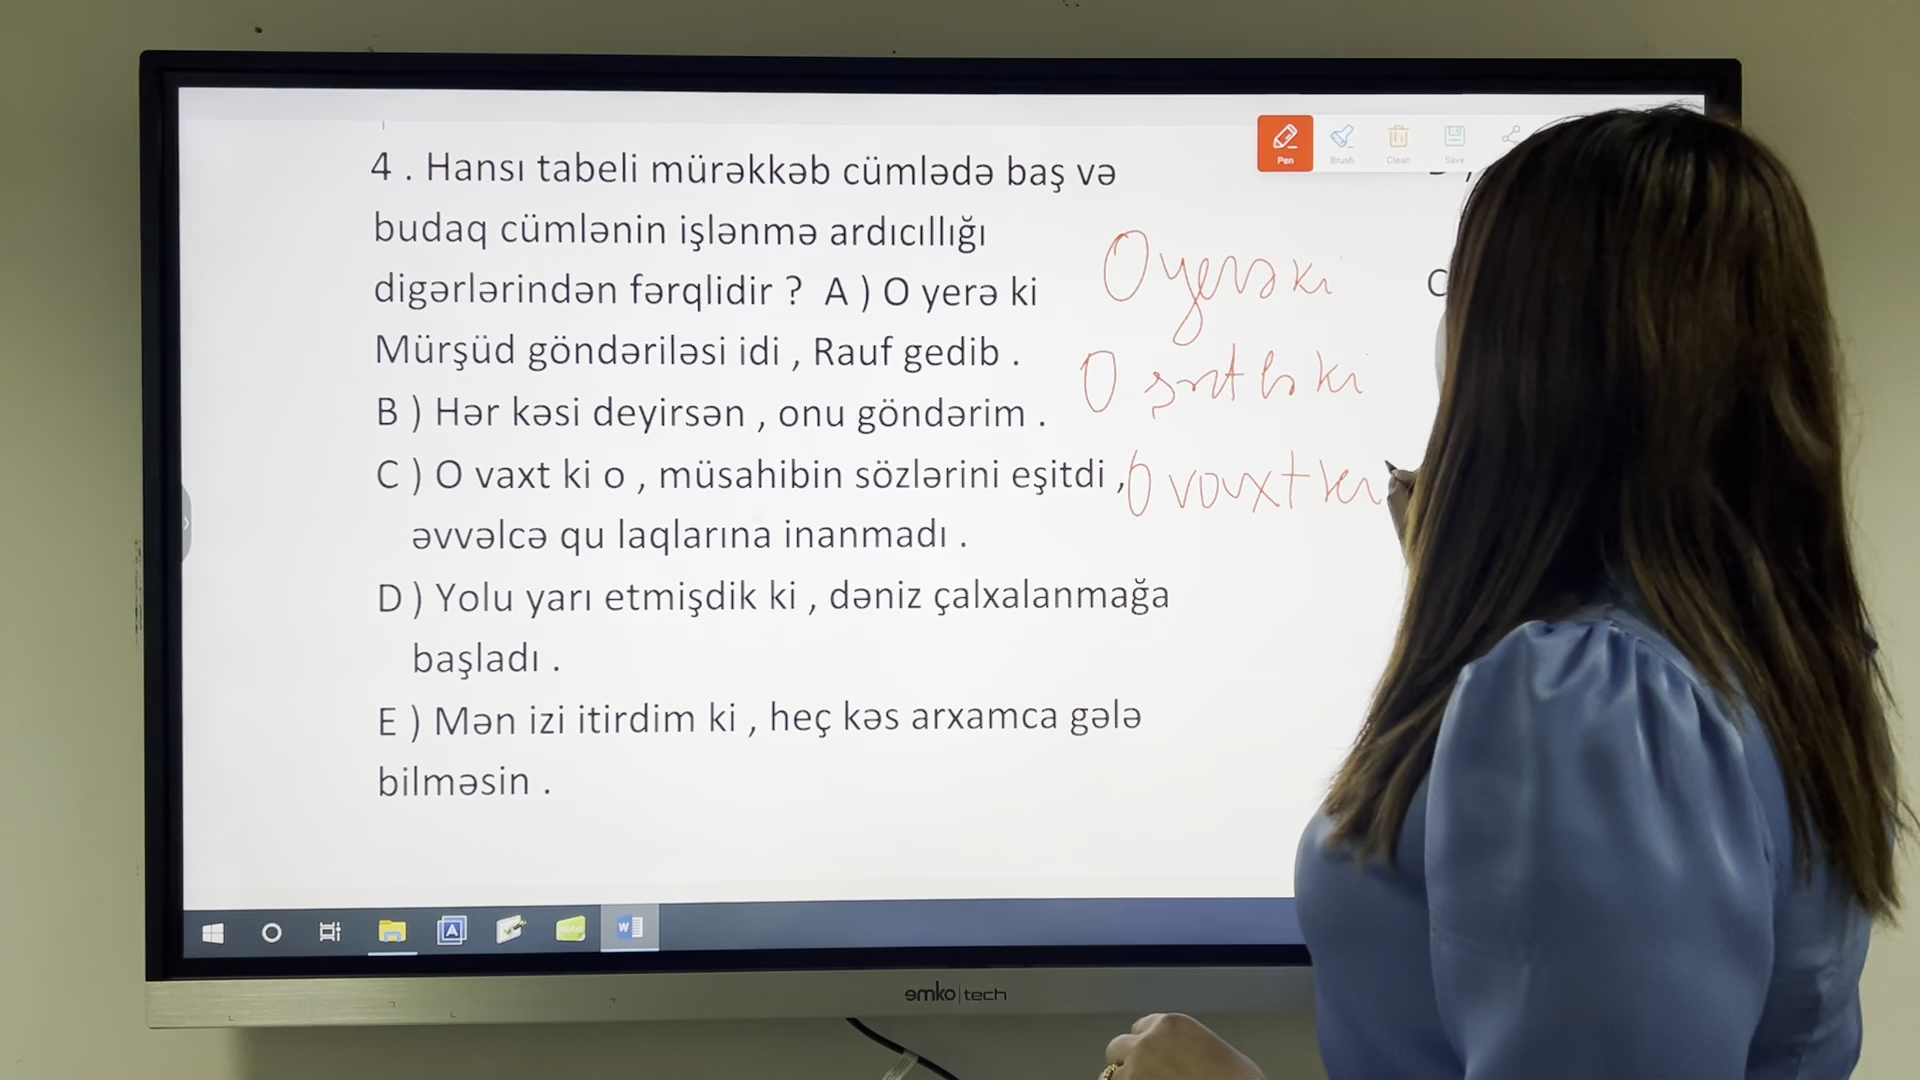 Pen Brush Clean Save
4 . Hansı tabeli mürəkkəb cümlədə baş və
budaq cümlənin işlənmə ardıcıllığı
digərlərindən fərqlidir ? A ) O yerə ki
Mürşüd göndəriləsi idi , Rauf gedib .
B ) Hər kəsi deyirsən , onu göndərim .
C ) O vaxt ki o , müsahibin sözlərini eşitdi ,
əvvəlcə qu laqlarına inanmadı .
D ) Yolu yarı etmişdik ki , dəniz çalxalanmağa
başladı .
E ) Mən izi itirdim ki , heç kəs arxamca gələ
bilməsin .
O yerə ki
O şərtlə ki
O vaxt ki
C
emko|tech